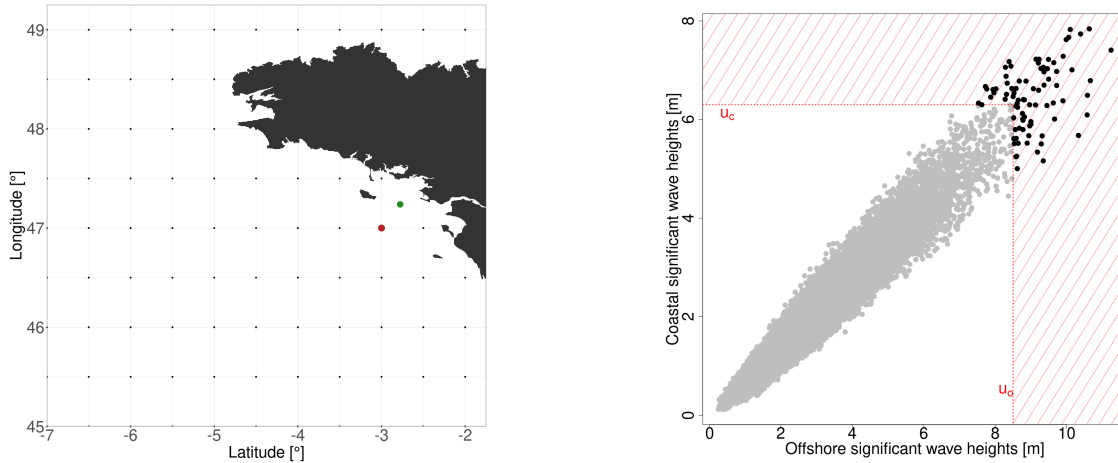 49
48
47
46
45
Longitude [°]
-7 -6 -5 -4 -3 -2
Latitude [°]
8
6
4
2
0
Coastal significant wave heights [m]
u_c
u_o
0 2 4 6 8 10
Offshore significant wave heights [m]